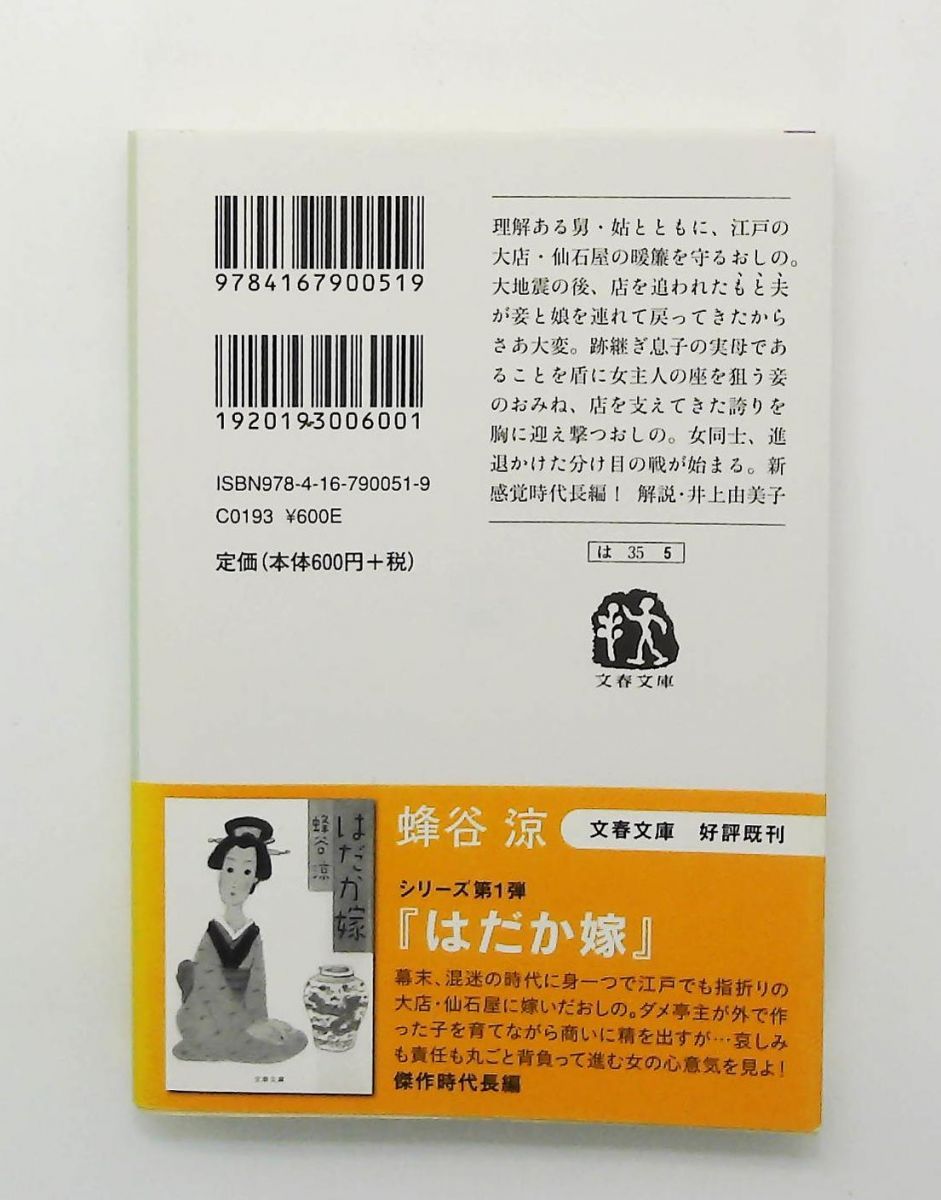 9784167900519
1920193006001
ISBN978-4-16-790051-9
C0193 ¥600E
定価(本体600円+税)
理解ある舅・姑とともに、江戸の
大店・仙石屋の暖簾を守るおしの。
大地震の後、店を追われたもと夫
が妾と娘を連れて戻ってきたから
さあ大変。跡継ぎ息子の実母であ
ることを盾に女主人の座を狙う妾
のおみね、店を支えてきた誇りを
胸に迎え撃つおしの。女同士、進
退かけた分け目の戦が始まる。新
感覚時代長編! 解説・井上由美子
は 35 5
文春文庫
蜂谷 涼
文春文庫 好評既刊
シリーズ第1弾
『はだか嫁』
幕末、混迷の時代に身一つで江戸でも指折りの
大店・仙石屋に嫁いだおしの。ダメ亭主が外で作
った子を育てながら商いに精を出すが…哀しみ
も責任も丸ごと背負って進む女の心意気を見よ!
傑作時代長編
はだか嫁
蜂谷 涼
文春文庫